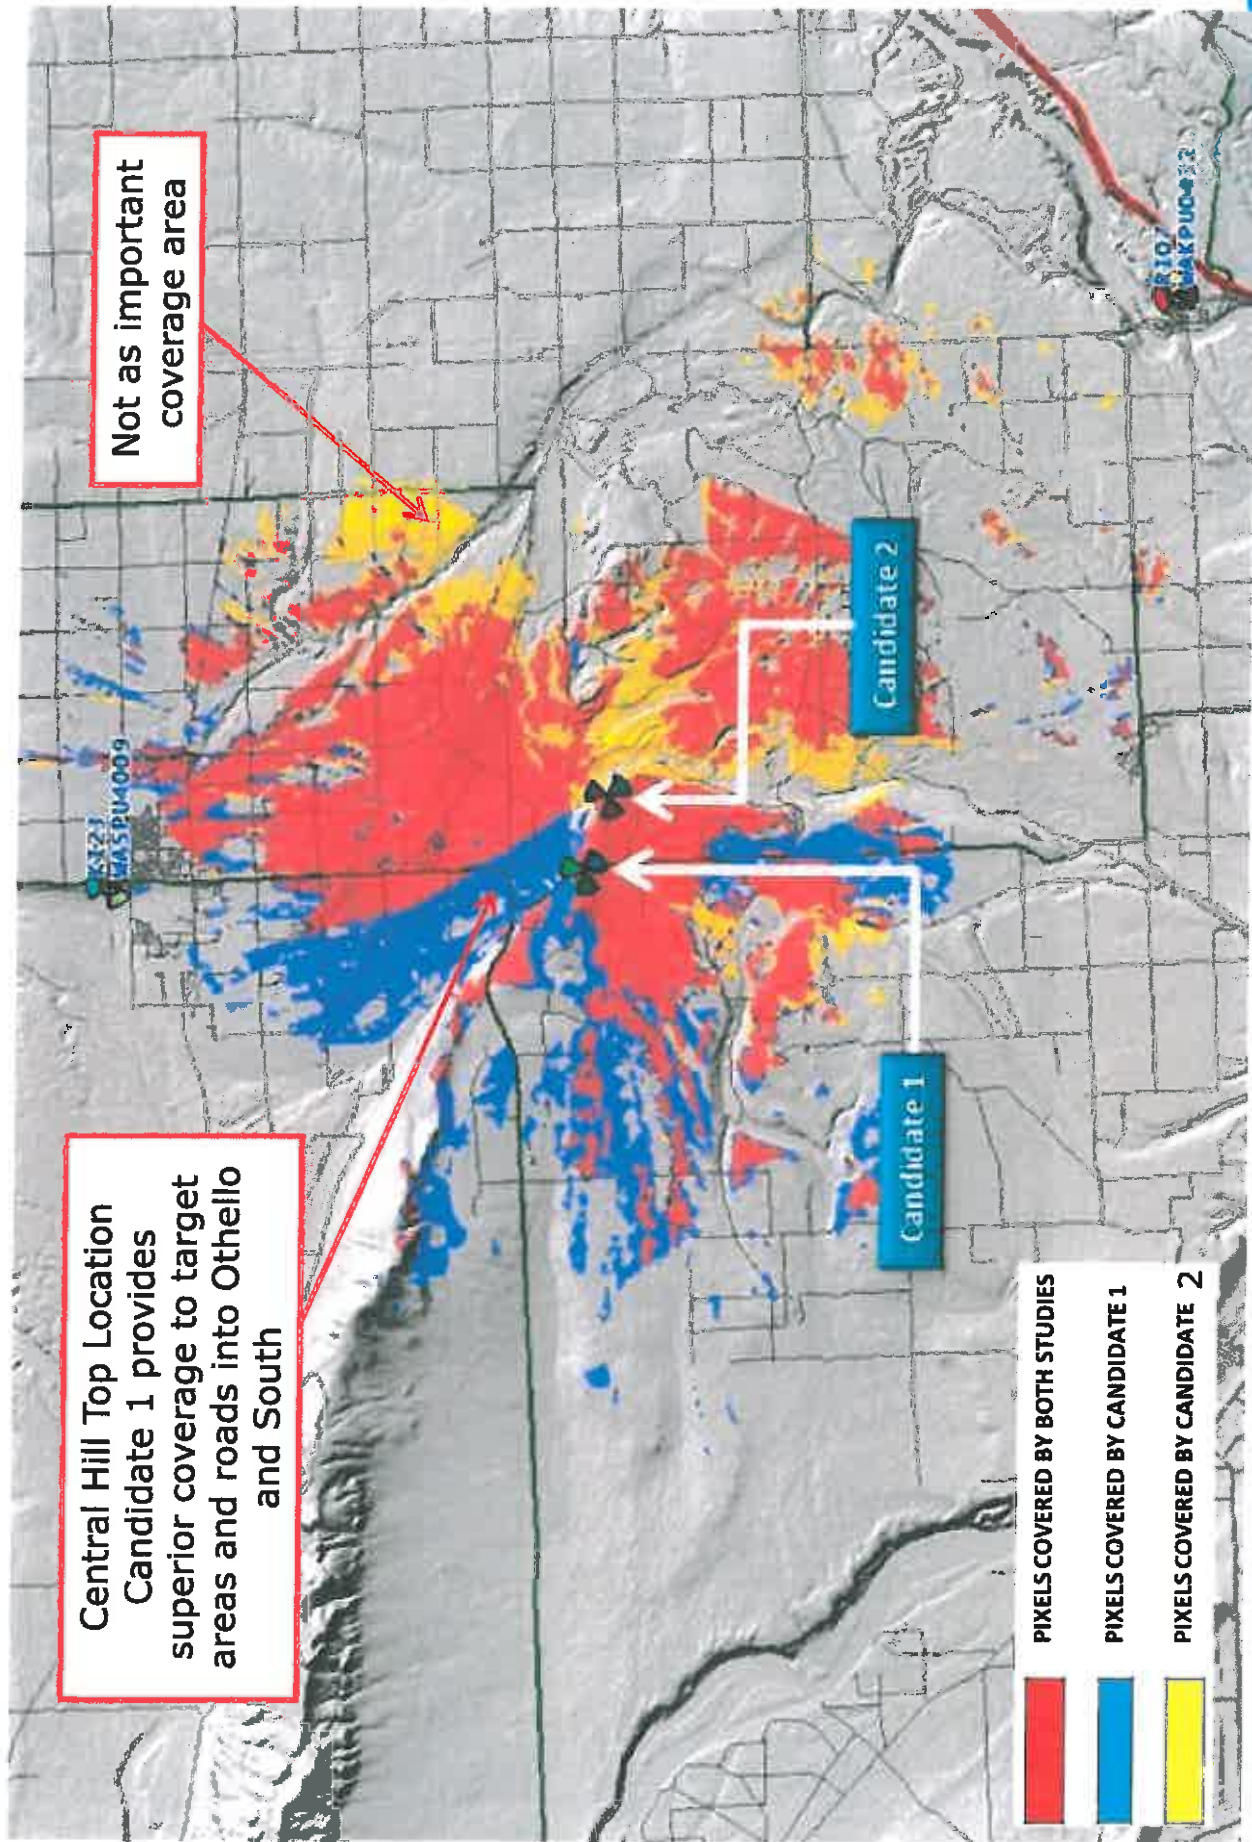 Central Hill Top Location
Candidate 1 provides
superior coverage to target
areas and roads into Othello
and South
Not as important
coverage area
WASPU4009
Candidate 1
Candidate 2
PIXELS COVERED BY BOTH STUDIES
PIXELS COVERED BY CANDIDATE 1
PIXELS COVERED BY CANDIDATE 2